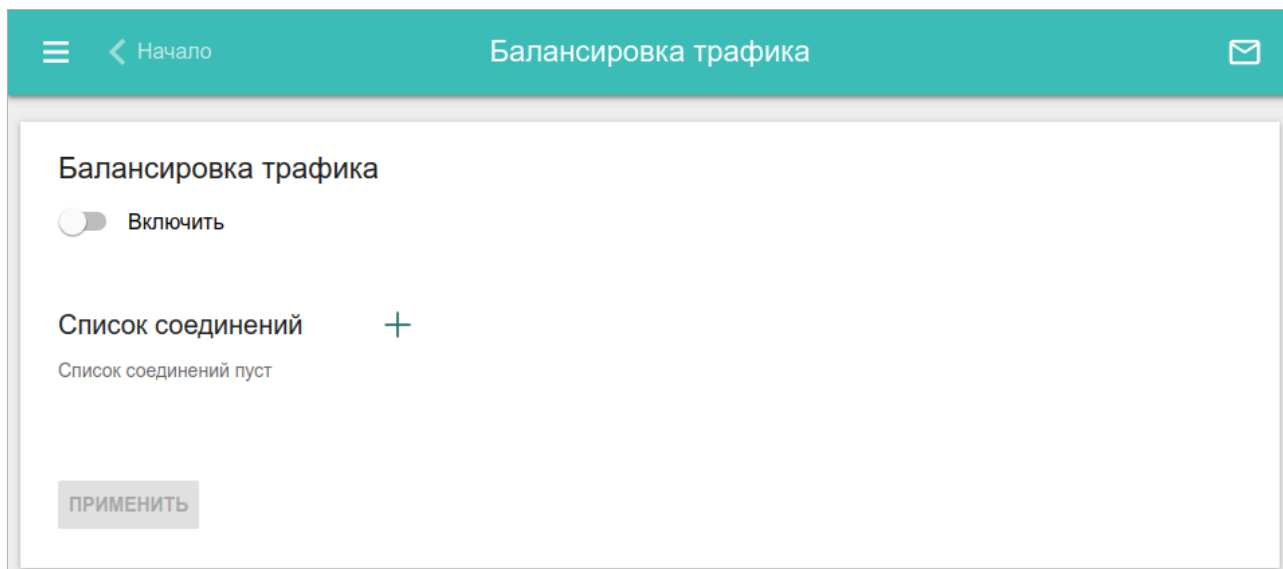 Начало
Балансировка трафика
Балансировка трафика
Включить
Список соединений
Список соединений пуст
ПРИМЕНИТЬ